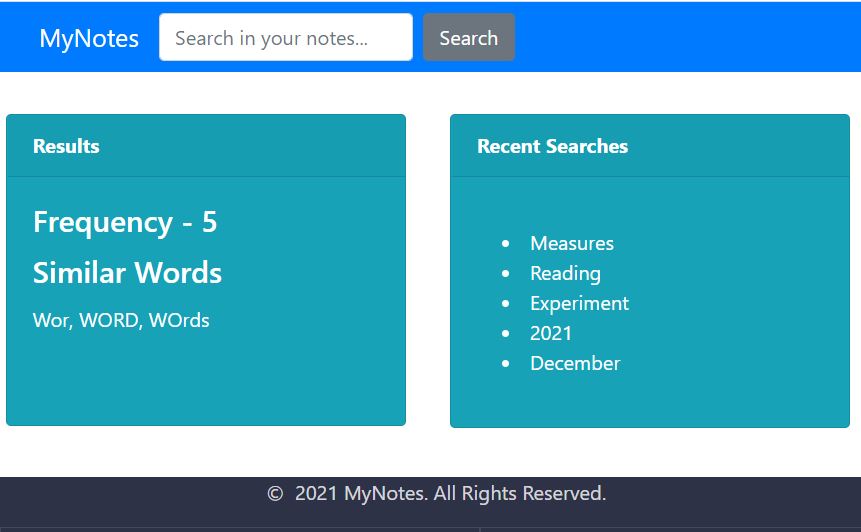 MyNotes Search in your notes... Search
Results
Frequency - 5
Similar Words
Wor, WORD, WOrds
Recent Searches
• Measures
• Reading
• Experiment
• 2021
• December
© 2021 MyNotes. All Rights Reserved.